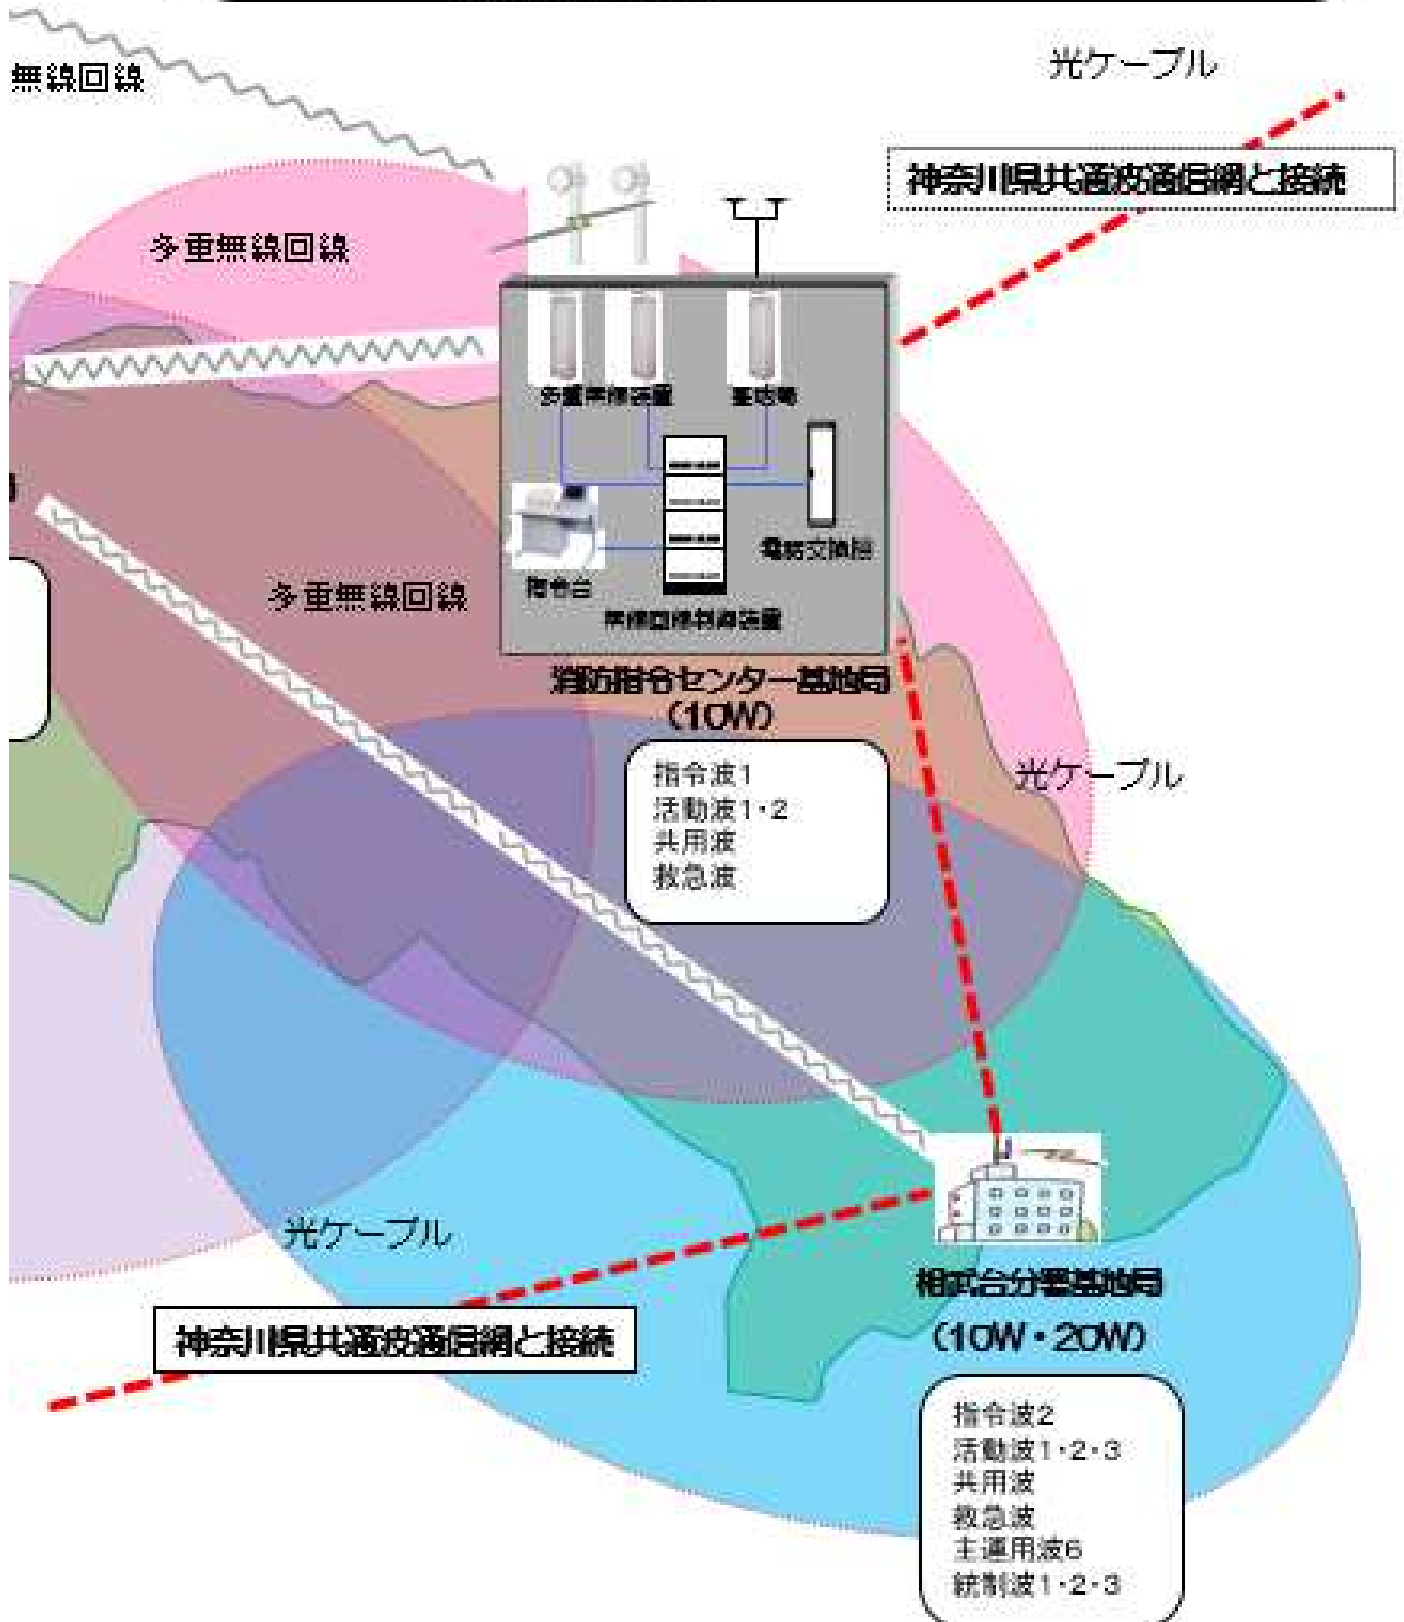 光ケーブル
無線回線
神奈川県共通波通信網と接続
多重無線回線
多重無線装置
基地局
電話交換機
指令台
多重無線回線
無線回線制御装置
消防指令センター基地局
(10W)
指令波1
活動波1・2
共用波
救急波
光ケーブル
光ケーブル
相武台分署基地局
(10W・20W)
神奈川県共通波通信網と接続
指令波2
活動波1・2・3
共用波
救急波
主運用波6
統制波1・2・3